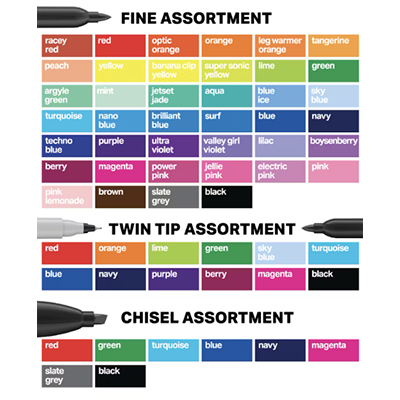 FINE ASSORTMENT
racey red
red
optic orange
orange
leg warmer orange
tangerine
peach
yellow
banana clip yellow
super sonic yellow
lime
green
argyle green
mint
jetset jade
aqua
blue ice
sky blue
turquoise
nano blue
brilliant blue
surf
blue
navy
techno blue
purple
ultra violet
valley girl violet
lilac
boysenberry
berry
magenta
power pink
jellie pink
electric pink
pink
pink lemonade
brown
slate grey
black
TWIN TIP ASSORTMENT
red
orange
lime
green
sky blue
turquoise
blue
navy
purple
berry
magenta
black
CHISEL ASSORTMENT
red
green
turquoise
blue
navy
magenta
slate grey
black